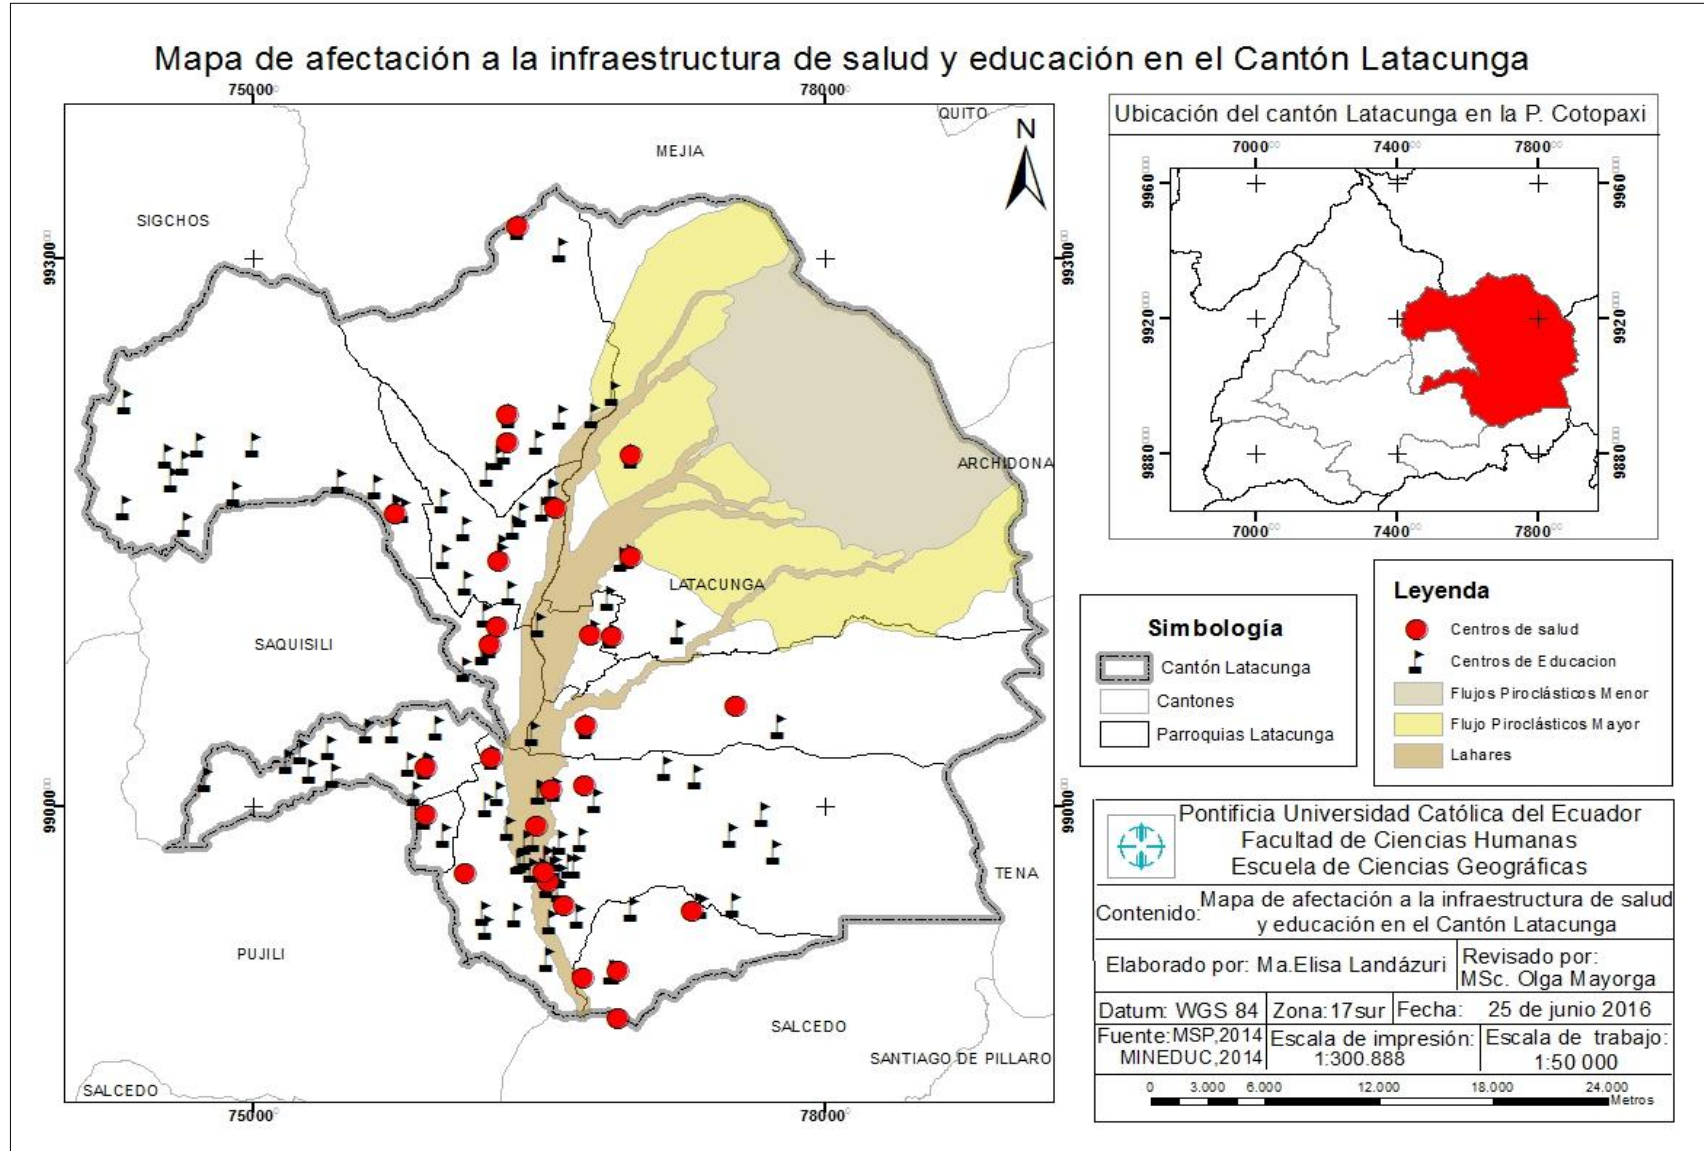 Mapa de afectación a la infraestructura de salud y educación en el Cantón Latacunga
75000
78000
QUITO
MEJIA
N
SIGCHOS
99300
99300
ARCHIDONA
LATACUNGA
SAQUISILI
99000
99000
TENA
PUJILI
SALCEDO
SANTIAGO DE PILLARO
SALCEDO
75000
78000
Ubicación del cantón Latacunga en la P. Cotopaxi
7000
7400
7800
9960
9960
9920
9920
9880
9880
7000
7400
7800
Simbología
Cantón Latacunga
Cantones
Parroquias Latacunga
Leyenda
Centros de salud
Centros de Educacion
Flujos Piroclásticos Menor
Flujo Piroclásticos Mayor
Lahares
Pontificia Universidad Católica del Ecuador
Facultad de Ciencias Humanas
Escuela de Ciencias Geográficas
Contenido: Mapa de afectación a la infraestructura de salud
y educación en el Cantón Latacunga
Elaborado por: Ma.Elisa Landázuri
Revisado por:
MSc. Olga Mayorga
Datum: WGS 84 Zona:17sur Fecha: 25 de junio 2016
Fuente:MSP,2014
MINEDUC,2014
Escala de impresión:
1:300.888
Escala de trabajo:
1:50 000
0 3.000 6.000 12.000 18.000 24.000
Metros